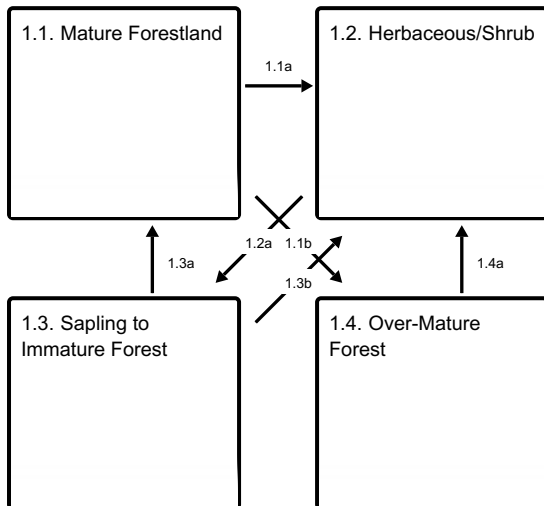 1.1. Mature Forestland
1.2. Herbaceous/Shrub
1.1a
1.2a
1.1b
1.3a
1.3b
1.4a
1.3. Sapling to
Immature Forest
1.4. Over-Mature
Forest